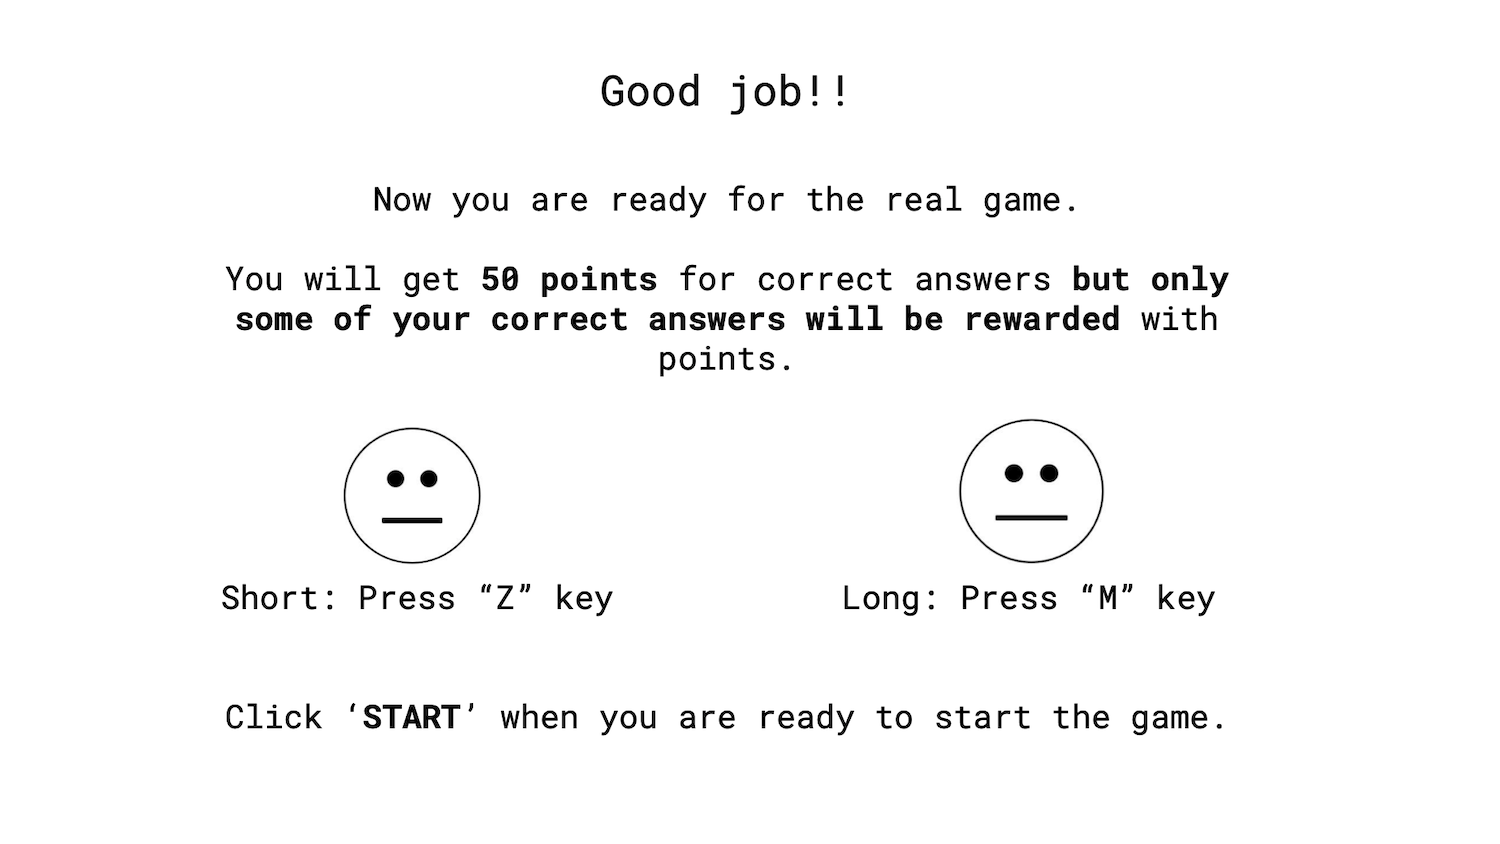 Good job!!
Now you are ready for the real game.
You will get 50 points for correct answers but only
some of your correct answers will be rewarded with
points.
Short: Press “Z” key
Long: Press “M” key
Click ‘START’ when you are ready to start the game.